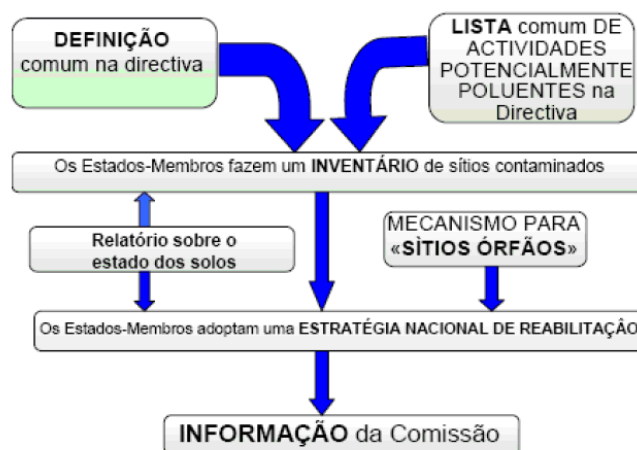 DEFINIÇÃO
comum na directiva
LISTA comum DE
ACTIVIDADES
POTENCIALMENTE
POLUENTES na
Directiva
Os Estados-Membros fazem um INVENTÁRIO de sítios contaminados
Relatório sobre o
estado dos solos
MECANISMO PARA
«SÌTIOS ÓRFÃOS»
Os Estados-Membros adoptam uma ESTRATÉGIA NACIONAL DE REABILITAÇÂO
INFORMAÇÃO da Comissão